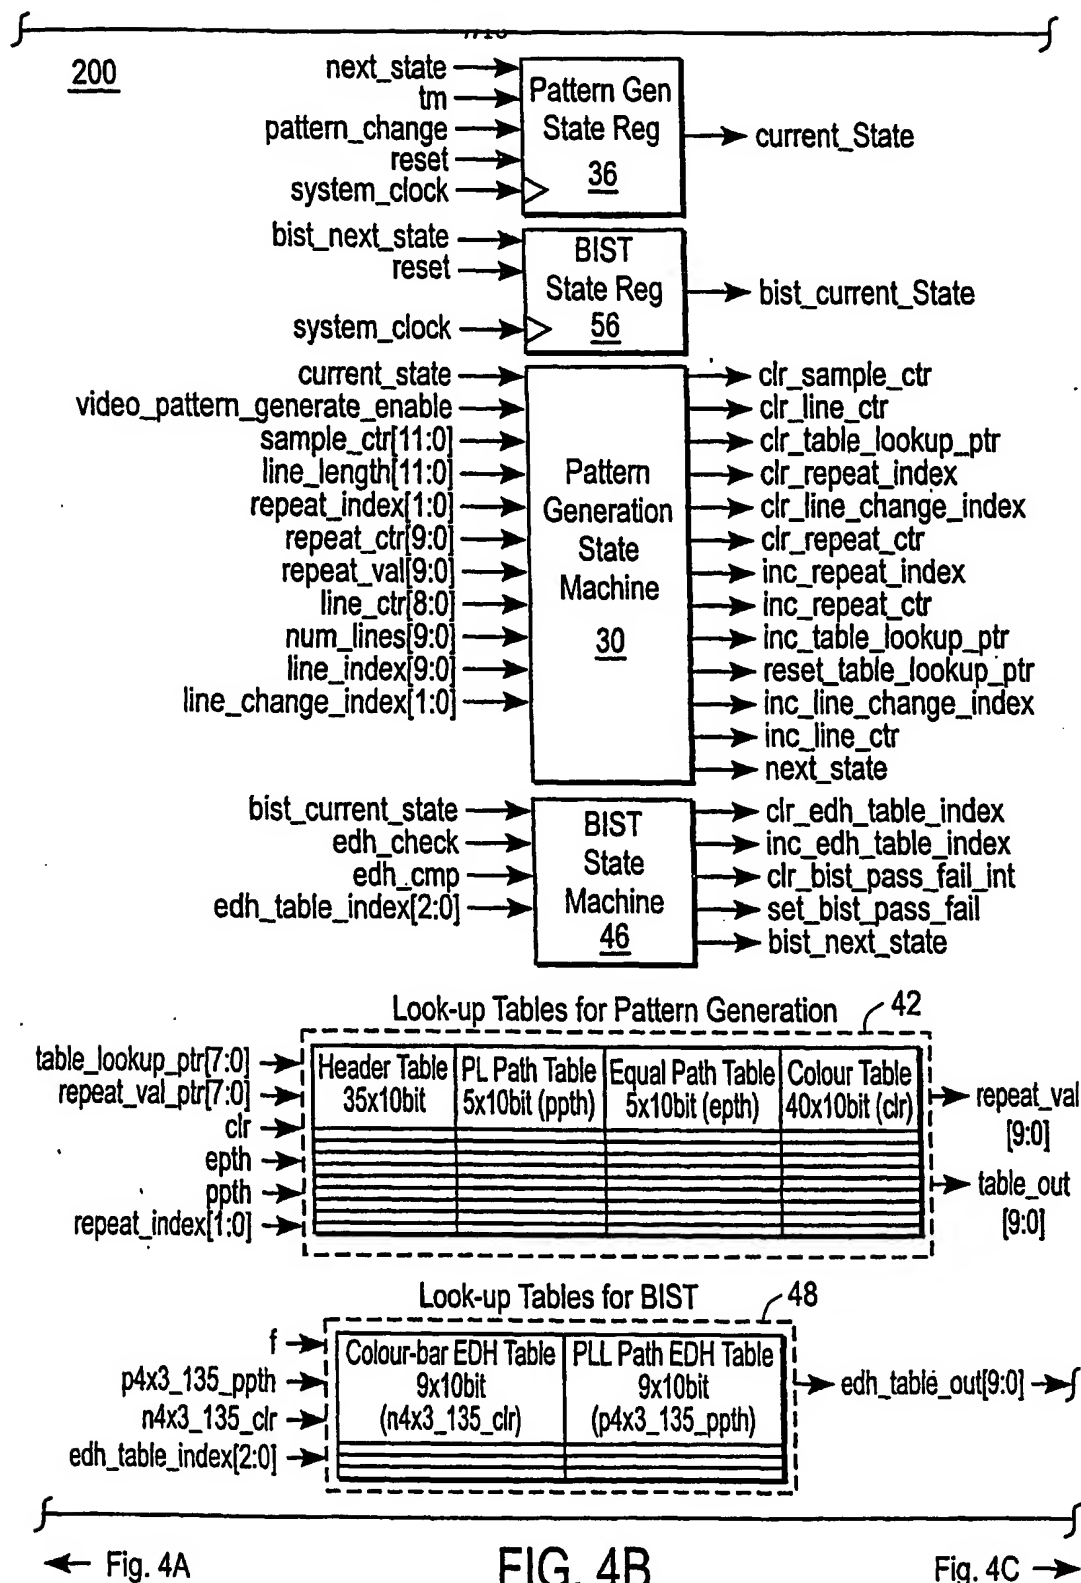 200
next_state
tm
pattern_change
reset
system_clock
Pattern Gen
State Reg
36
current_State
bist_next_state
reset
system_clock
BIST
State Reg
56
bist_current_State
current_state
video_pattern_generate_enable
sample_ctr[11:0]
line_length[11:0]
repeat_index[1:0]
repeat_ctr[9:0]
repeat_val[9:0]
line_ctr[8:0]
num_lines[9:0]
line_index[9:0]
line_change_index[1:0]
Pattern
Generation
State
Machine
30
clr_sample_ctr
clr_line_ctr
clr_table_lookup_ptr
clr_repeat_index
clr_line_change_index
clr_repeat_ctr
inc_repeat_index
inc_repeat_ctr
inc_table_lookup_ptr
reset_table_lookup_ptr
inc_line_change_index
inc_line_ctr
next_state
bist_current_state
edh_check
edh_cmp
edh_table_index[2:0]
BIST
State
Machine
46
clr_edh_table_index
inc_edh_table_index
clr_bist_pass_fail_int
set_bist_pass_fail
bist_next_state
Look-up Tables for Pattern Generation
42
table_lookup_ptr[7:0]
repeat_val_ptr[7:0]
clr
epth
ppth
repeat_index[1:0]
Header Table
35x10bit
PL Path Table
5x10bit (ppth)
Equal Path Table
5x10bit (epth)
Colour Table
40x10bit (clr)
repeat_val
[9:0]
table_out
[9:0]
Look-up Tables for BIST
48
f
p4x3_135_ppth
n4x3_135_clr
edh_table_index[2:0]
Colour-bar EDH Table
9x10bit
(n4x3_135_clr)
PLL Path EDH Table
9x10bit
(p4x3_135_ppth)
edh_table_out[9:0]
Fig. 4A
FIG. 4B
Fig. 4C